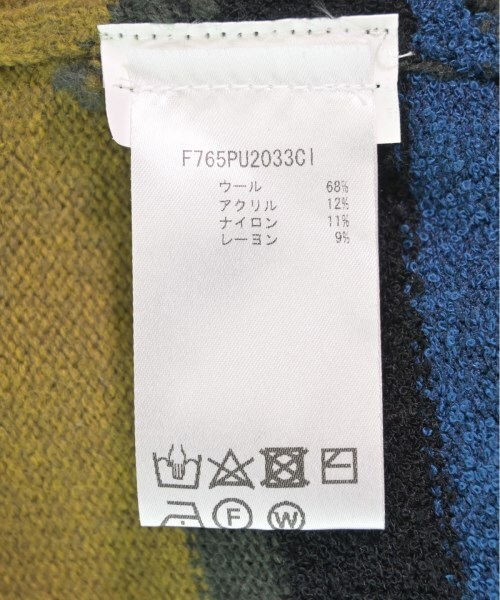 F765PU2033CI
ウール 68%
アクリル 12%
ナイロン 11%
レーヨン 9%
F W